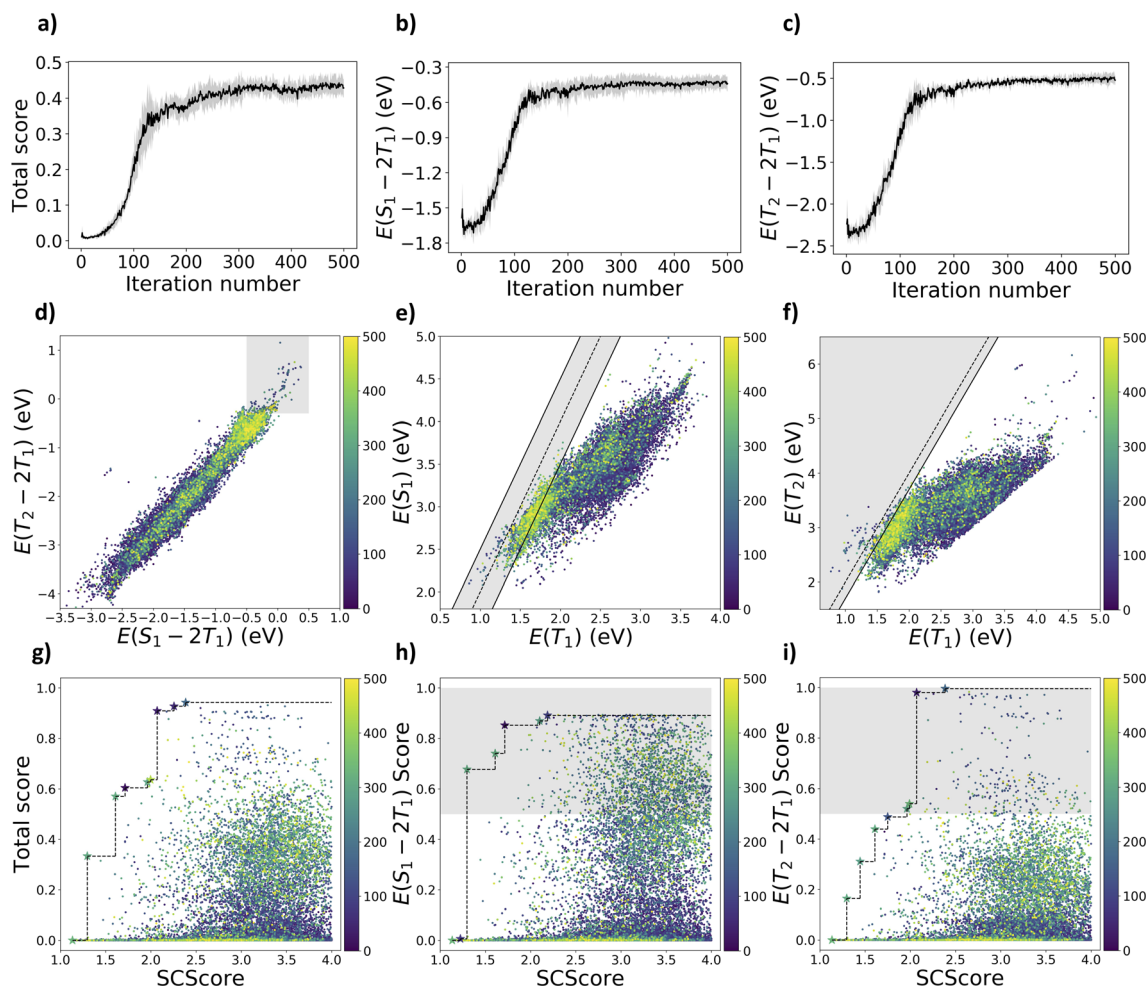 a)
b)
c)
0.5
0.4
0.3
0.2
0.1
0.0
Total score
0 100 200 300 400 500
Iteration number
−0.3
−0.6
−0.9
−1.2
−1.5
−1.8
E(S₁ − 2T₁) (eV)
0 100 200 300 400 500
Iteration number
−0.5
−1.0
−1.5
−2.0
−2.5
E(T₂ − 2T₁) (eV)
0 100 200 300 400 500
Iteration number
d)
e)
f)
1
0
−1
−2
−3
−4
E(T₂ − 2T₁) (eV)
−3.5 −3.0 −2.5 −2.0 −1.5 −1.0 −0.5 0.0 0.5 1.0
E(S₁ − 2T₁) (eV)
500
400
300
200
100
0
5.0
4.5
4.0
3.5
3.0
2.5
2.0
E(S₁) (eV)
0.5 1.0 1.5 2.0 2.5 3.0 3.5 4.0
E(T₁) (eV)
500
400
300
200
100
0
6
5
4
3
2
E(T₂) (eV)
1.0 1.5 2.0 2.5 3.0 3.5 4.0 4.5 5.0
E(T₁) (eV)
500
400
300
200
100
0
g)
h)
i)
1.0
0.8
0.6
0.4
0.2
0.0
Total score
1.0 1.5 2.0 2.5 3.0 3.5 4.0
SCScore
500
400
300
200
100
0
1.0
0.8
0.6
0.4
0.2
0.0
E(S₁ − 2T₁) Score
1.0 1.5 2.0 2.5 3.0 3.5 4.0
SCScore
500
400
300
200
100
0
1.0
0.8
0.6
0.4
0.2
0.0
E(T₂ − 2T₁) Score
1.0 1.5 2.0 2.5 3.0 3.5 4.0
SCScore
500
400
300
200
100
0